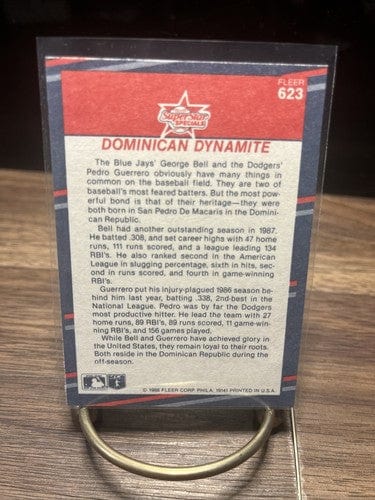 FLEER
623
SuperStar
SPECIALS
DOMINICAN DYNAMITE
The Blue Jays' George Bell and the Dodgers'
Pedro Guerrero obviously have many things in
common on the baseball field. They are two of
baseball's most feared batters. But the most pow-
erful bond is that of their heritage—they were
both born in San Pedro De Macaris in the Domini-
can Republic.
Bell had another outstanding season in 1987.
He batted .308, and set career highs with 47 home
runs, 111 runs scored, and a league leading 134
RBI's. He also ranked second in the American
League in slugging percentage, sixth in hits, sec-
ond in runs scored, and fourth in game-winning
RBI's.
Guerrero put his injury-plagued 1986 season be-
hind him last year, batting .338, 2nd-best in the
National League. Pedro was by far the Dodgers
most productive hitter. He lead the team with 27
home runs, 89 RBI's, 89 runs scored, 11 game-win-
ning RBI's, and 156 games played.
While Bell and Guerrero have achieved glory in
the United States, they remain loyal to their roots.
Both reside in the Dominican Republic during the
off-season.
© 1988 FLEER CORP. PHILA. 19141 PRINTED IN U.S.A.